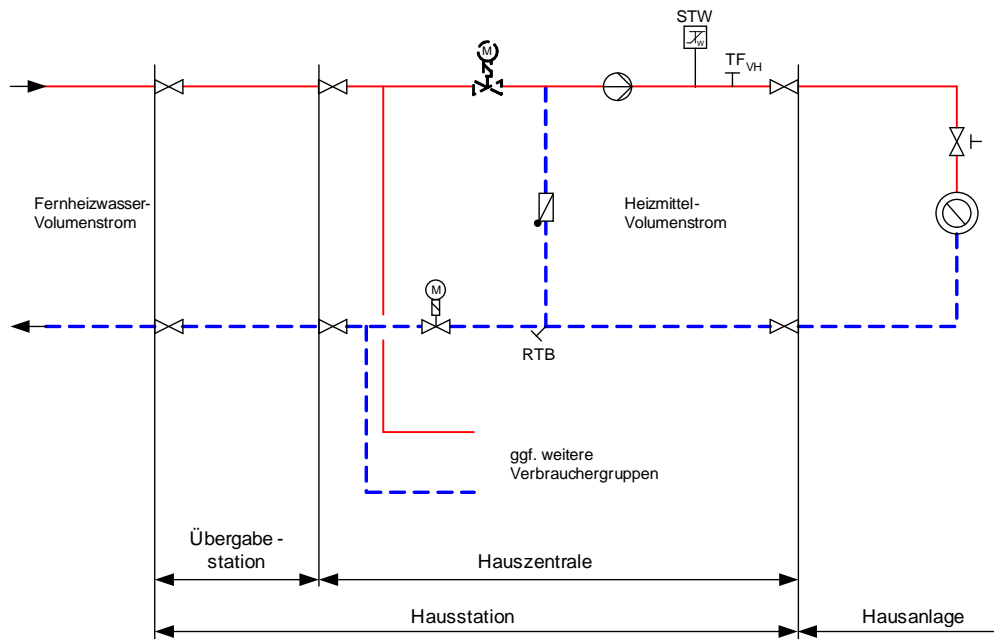 STW
M
W
TF VH
Fernheizwasser-
Volumenstrom
Heizmittel-
Volumenstrom
M
RTB
ggf. weitere
Verbrauchergruppen
Übergabe -
station
Hauszentrale
Hausstation
Hausanlage